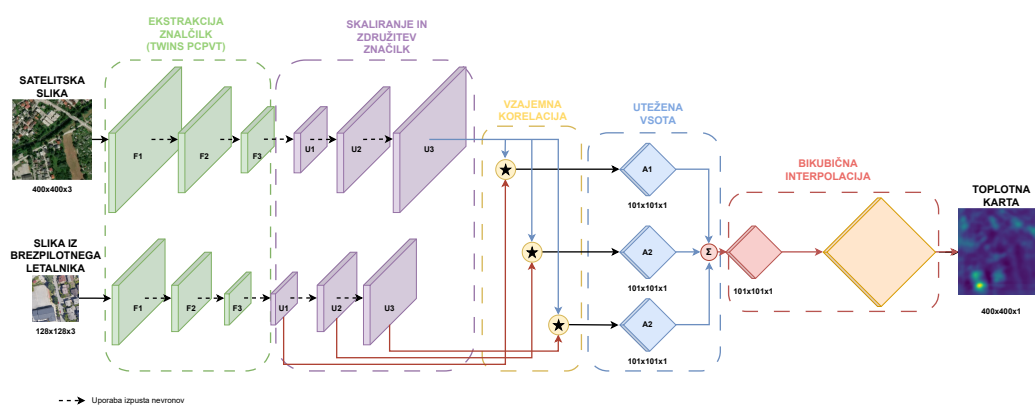 EKSTRAKCIJA
ZNALČILK
(TWINS PCPVT)
SKALIRANJE IN
ZDRUŽITEV
ZNAČILK
SATELITSKA
SLIKA
400x400x3
F1
F2
F3
U1
U2
U3
VZAJEMNA
KORELACIJA
UTEŽENA
VSOTA
A1
101x101x1
A2
101x101x1
A2
101x101x1
Σ
BIKUBIČNA
INTERPOLACIJA
101x101x1
TOPLOTNA
KARTA
400x400x1
SLIKA IZ
BREZPILOTNEGA
LETALNIKA
128x128x3
F1
F2
F3
U1
U2
U3
Uporaba izpusta nevronov